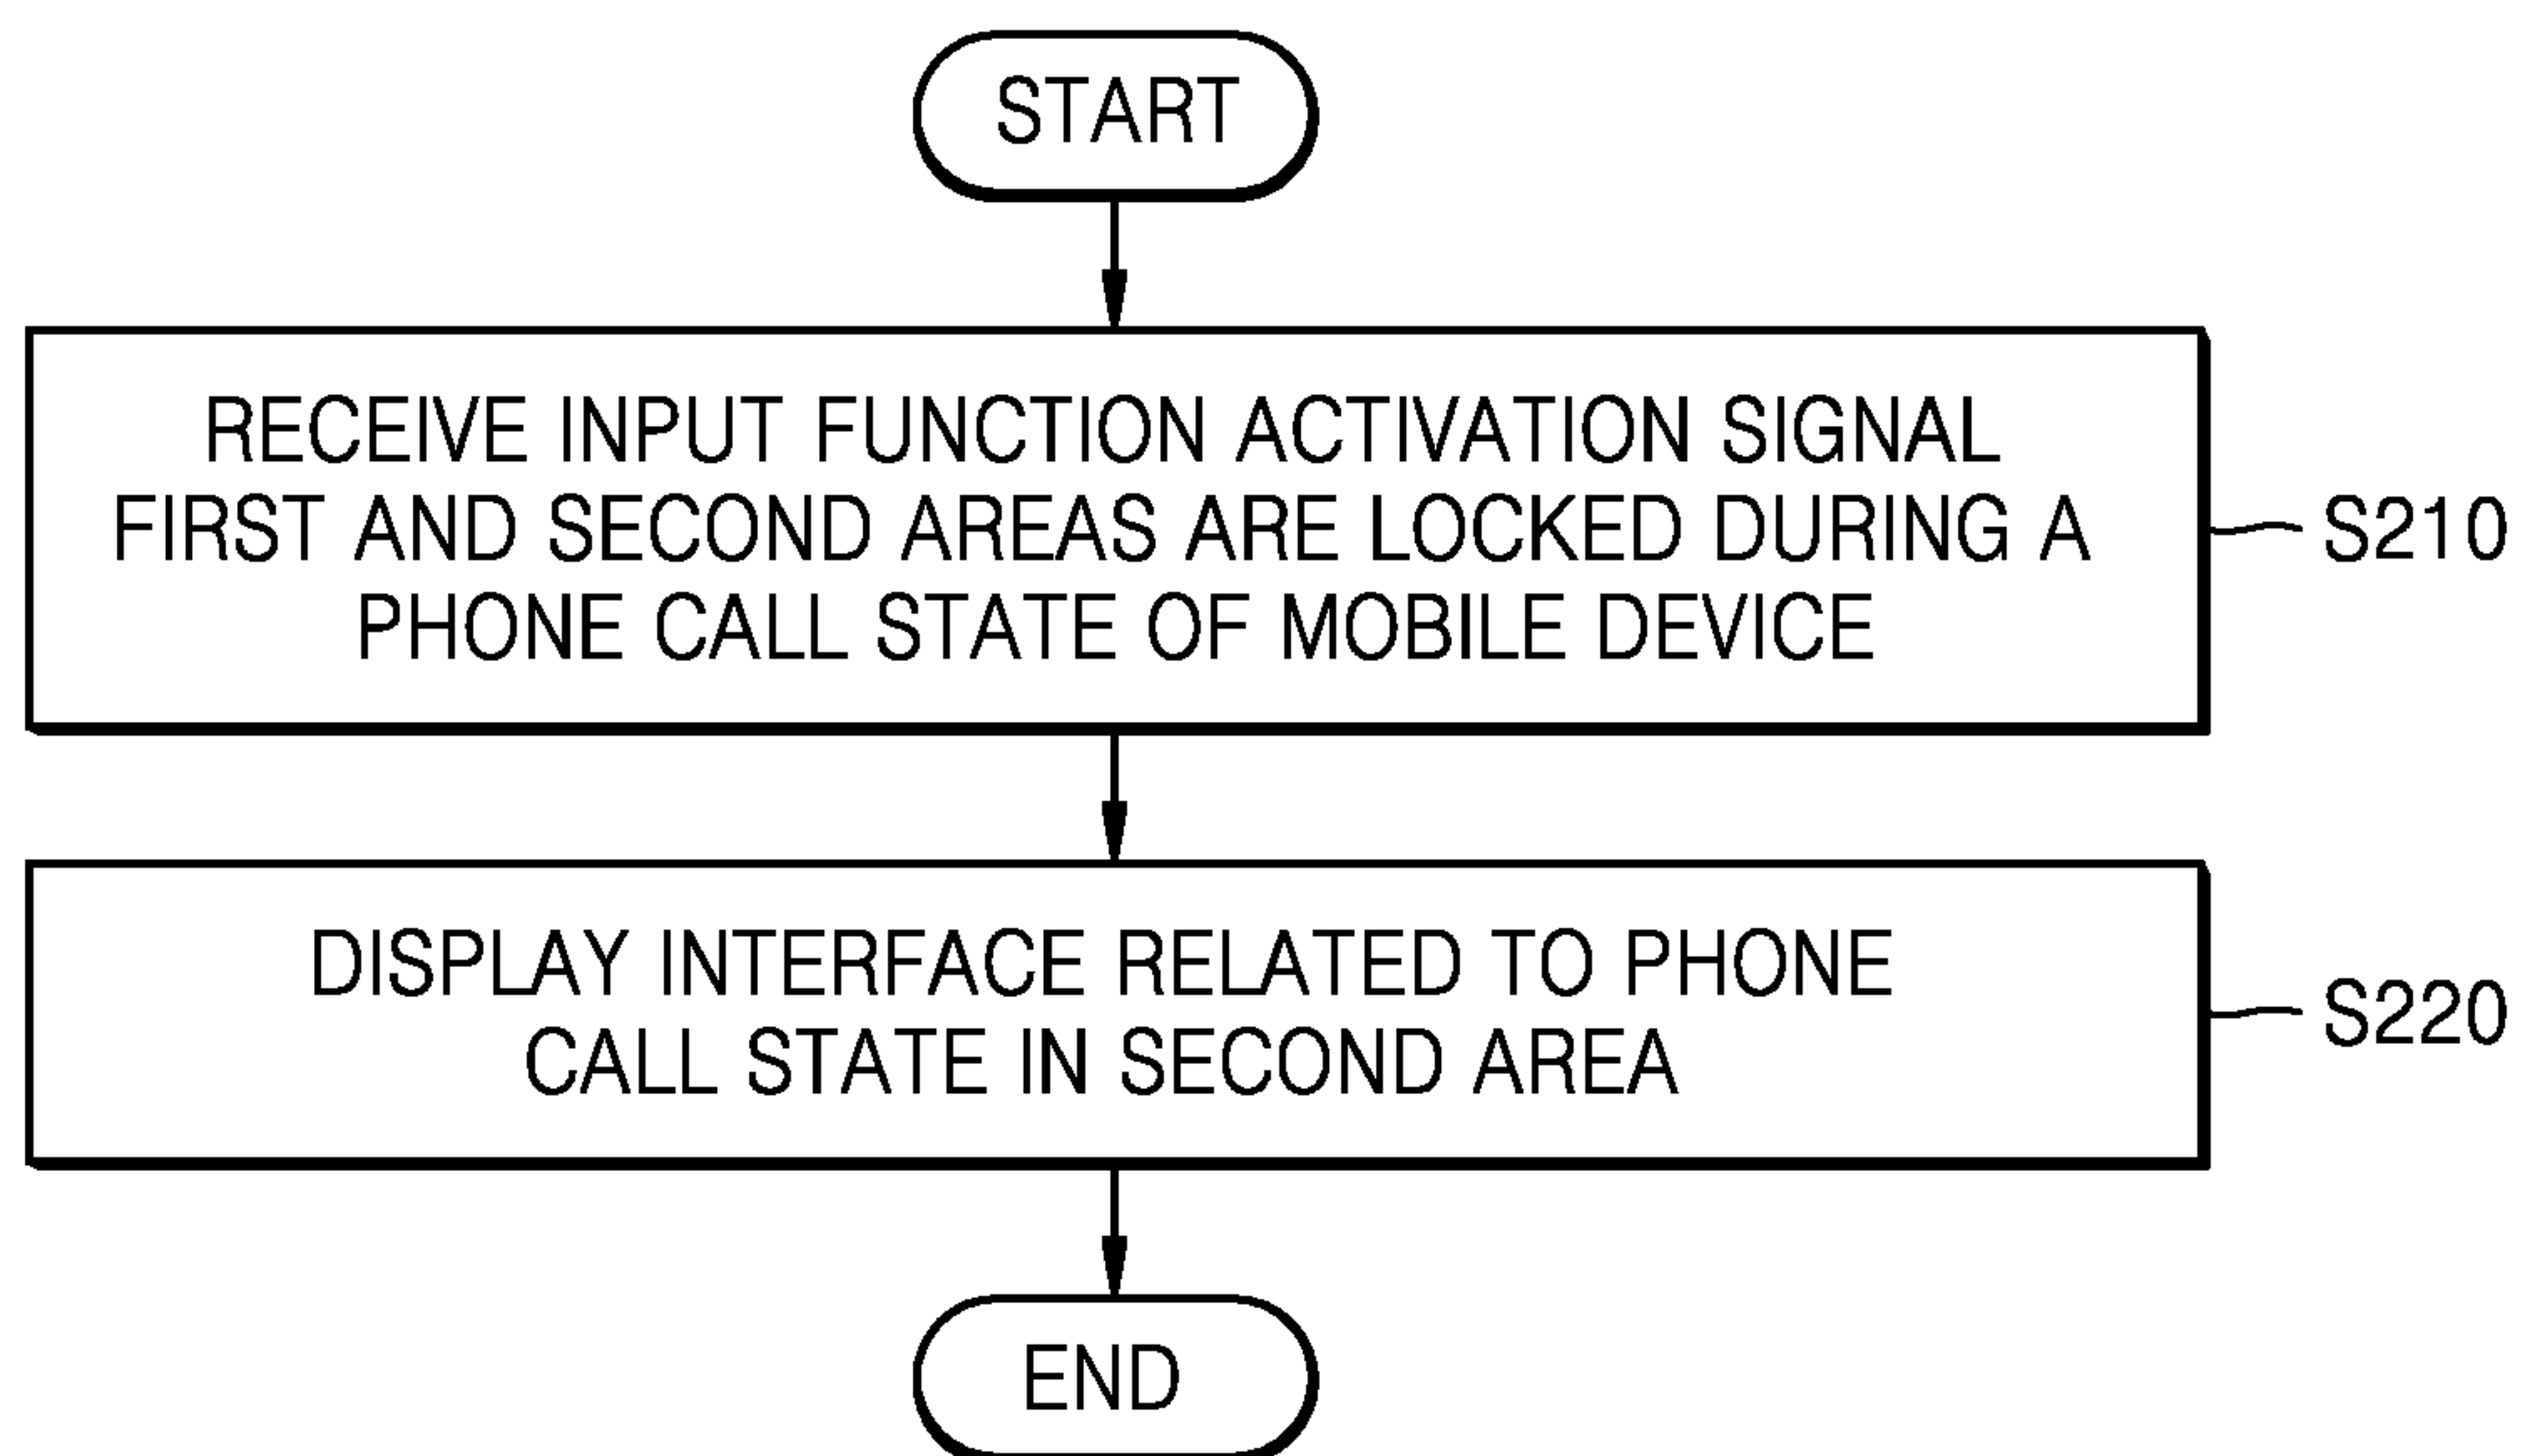 START
RECEIVE INPUT FUNCTION ACTIVATION SIGNAL
FIRST AND SECOND AREAS ARE LOCKED DURING A
PHONE CALL STATE OF MOBILE DEVICE
S210
DISPLAY INTERFACE RELATED TO PHONE
CALL STATE IN SECOND AREA
S220
END